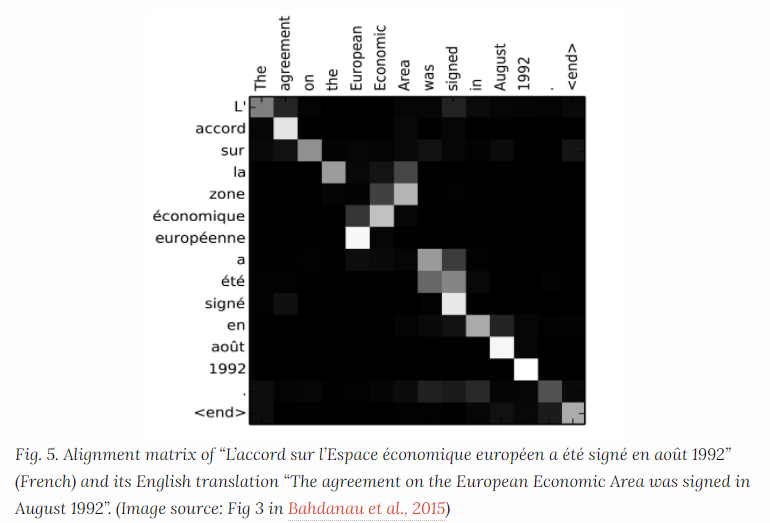 The agreement on the European Economic Area was signed in August 1992 . <end>
L'
accord
sur
la
zone
économique
européenne
a
été
signé
en
août
1992
.
<end>
Fig. 5. Alignment matrix of “L’accord sur l’Espace économique européen a été signé en août 1992”
(French) and its English translation “The agreement on the European Economic Area was signed in
August 1992”. (Image source: Fig 3 in Bahdanau et al., 2015)